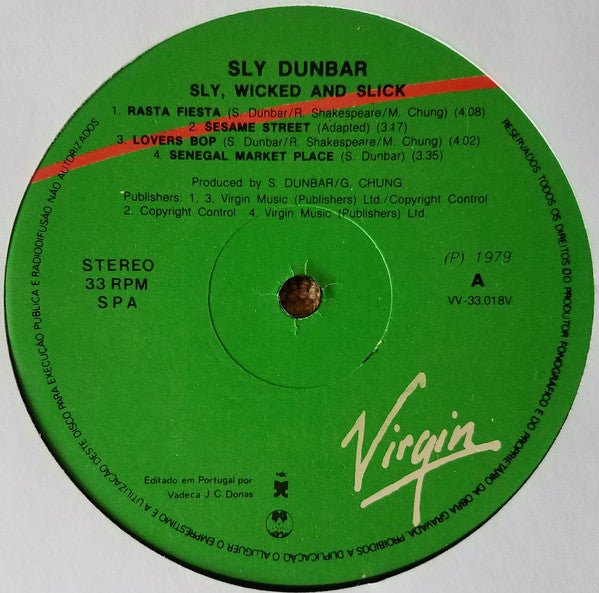 SLY DUNBAR
SLY, WICKED AND SLICK
1. RASTA FIESTA (S. Dunbar/R. Shakespeare/M. Chung) (4.08)
2. SESAME STREET (Adapted) (3.17)
3. LOVERS BOP (S. Dunbar/R. Shakespearre/M. Chung) (4.02)
4. SENEGAL MARKET PLACE (S. Dunbar) (3.35)
Produced by S. DUNBAR/G. CHUNG
Publishers: 1, 3, Virgin Music (Publishers) Ltd./Copyright Control
2. Copyright Control 4. Virgin Music (Publishers) Ltd.
STEREO
33 RPM
SPA
(P) 1979
A
VV-33.018V
Virgin
Editado em Portugal por
Vadeca J. C. Donas
RESERVADOS TODOS OS DIREITOS DO PRODUTOR FONOGRÁFICO E DO PROPRIETÁRIO DA OBRA GRAVADA PROIBIDOS A DUPLICAÇÃO O ALUGUER O EMPRÉSTIMO E A UTILIZAÇÃO DESTE DISCO PARA EXECUÇÃO PÚBLICA E RADIODIFUSÃO, NÃO AUTORIZADOS